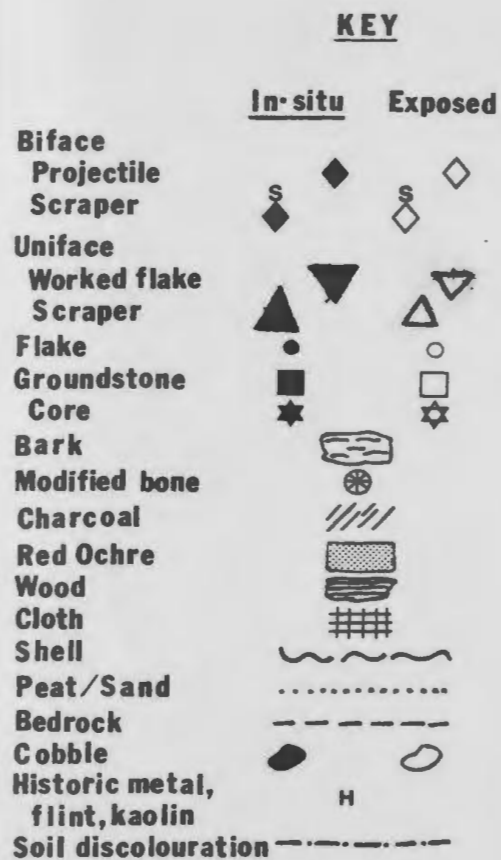 KEY
In-situ Exposed
Biface
Projectile
S S
Scraper
Uniface
Worked flake
Scraper
Flake
Groundstone
Core
Bark
Modified bone
Charcoal
Red Ochre
Wood
Cloth
Shell
Peat/Sand
Bedrock
Cobble
Historic metal,
H
flint, kaolin
Soil discolouration